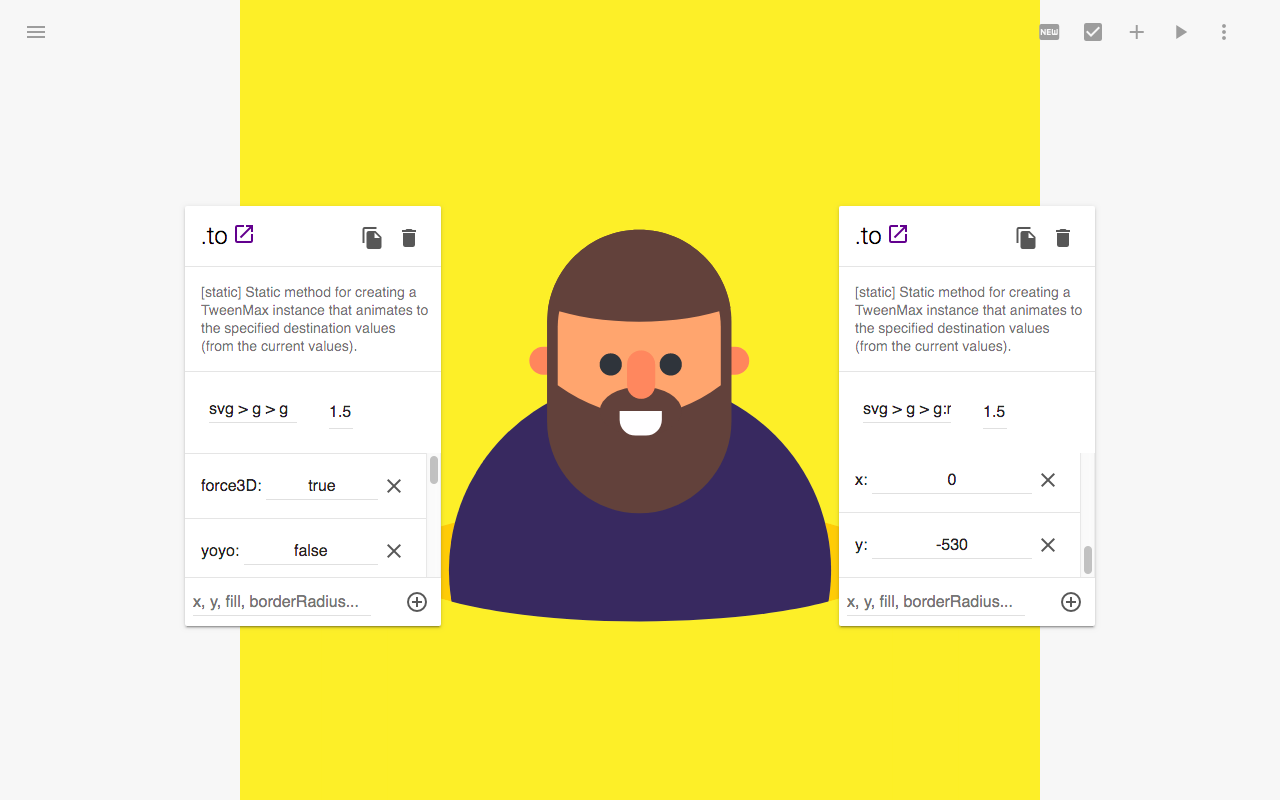 NEW
.to
[static] Static method for creating a
TweenMax instance that animates to
the specified destination values
(from the current values).
svg > g > g
1.5
force3D: true
yoyo: false
x, y, fill, borderRadius...
.to
[static] Static method for creating a
TweenMax instance that animates to
the specified destination values
(from the current values).
svg > g > g:r
1.5
x: 0
y: -530
x, y, fill, borderRadius...